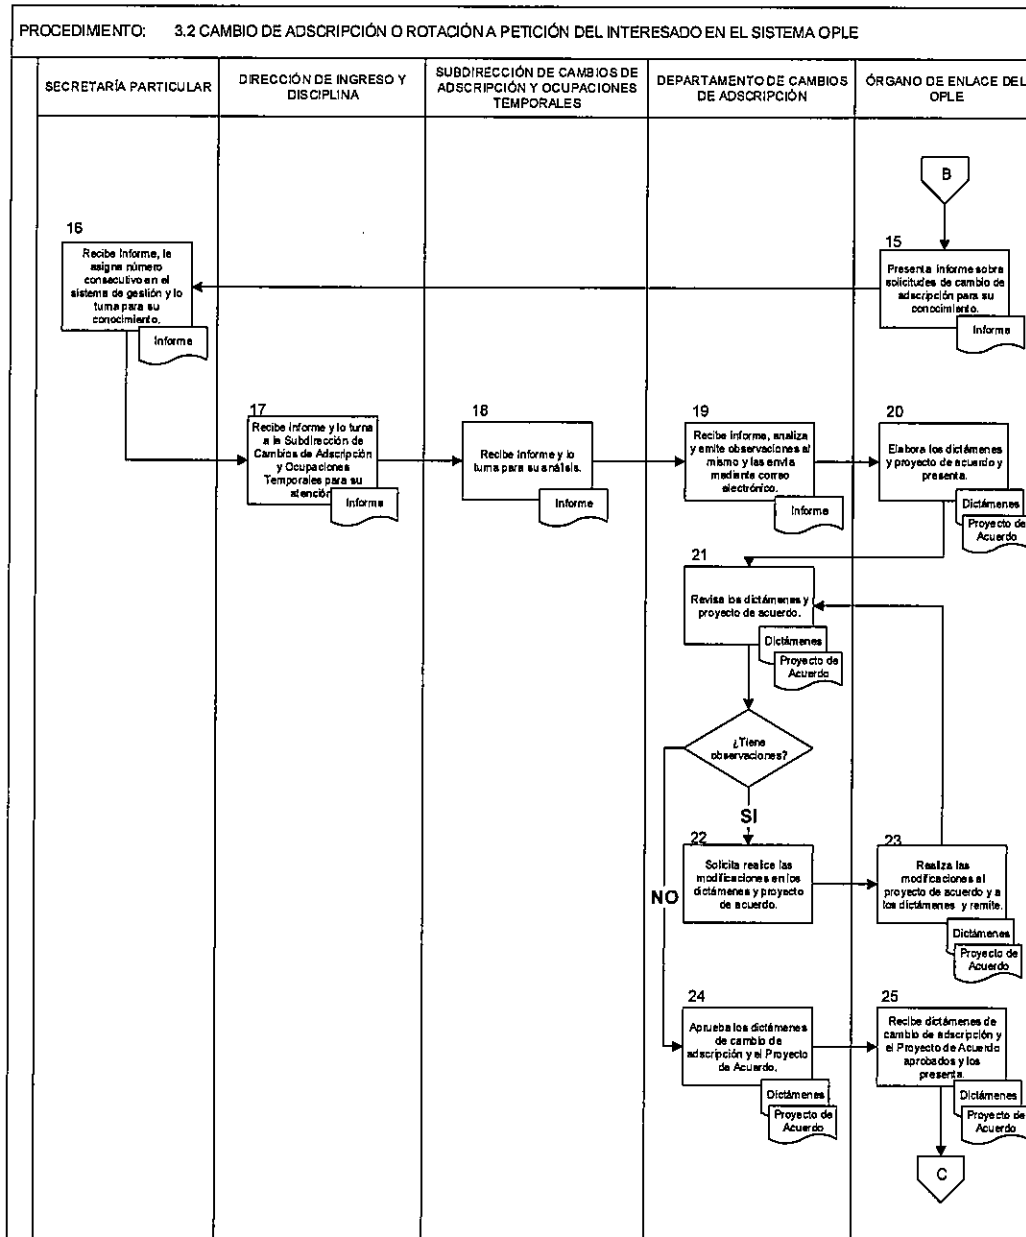 PROCEDIMIENTO: 3.2 CAMBIO DE ADSCRIPCIÓN O ROTACIÓN A PETICIÓN DEL INTERESADO EN EL SISTEMA OPLE
SECRETARÍA PARTICULAR
DIRECCIÓN DE INGRESO Y
DISCIPLINA
SUBDIRECCIÓN DE CAMBIOS DE
ADSCRIPCIÓN Y OCUPACIONES
TEMPORALES
DEPARTAMENTO DE CAMBIOS
DE ADSCRIPCIÓN
ÓRGANO DE ENLACE DEL
OPLE
B
16
Recibe Informe, le
asigna número
consecutivo en el
sistema de gestión y lo
turna para su
conocimiento.
Informe
15
Presenta Informe sobre
solicitudes de cambio de
adscripción para su
conocimiento.
Informe
17
Recibe Informe y lo turna
a la Subdirección de
Cambios de Adscripción
y Ocupaciones
Temporales para su
atención
Informe
18
Recibe Informe y lo
turna para su análisis.
Informe
19
Recibe Informe, analiza
y emite observaciones al
mismo y las envía
mediante correo
electrónico.
Informe
20
Elabora los dictámenes
y proyecto de acuerdo y
presenta.
Dictámenes
Proyecto de
Acuerdo
21
Revisa los dictámenes y
proyecto de acuerdo.
Dictámenes
Proyecto de
Acuerdo
¿Tiene
observaciones?
SI
NO
22
Solicita realice las
modificaciones en los
dictámenes y proyecto
de acuerdo.
23
Realiza las
modificaciones al
proyecto de acuerdo y a
los dictámenes y remite.
Dictámenes
Proyecto de
Acuerdo
24
Aprueba los dictámenes
de cambio de
adscripción y el Proyecto
de Acuerdo.
Dictámenes
Proyecto de
Acuerdo
25
Recibe dictámenes de
cambio de adscripción y
el Proyecto de Acuerdo
aprobados y los
presenta.
Dictámenes
Proyecto de
Acuerdo
C